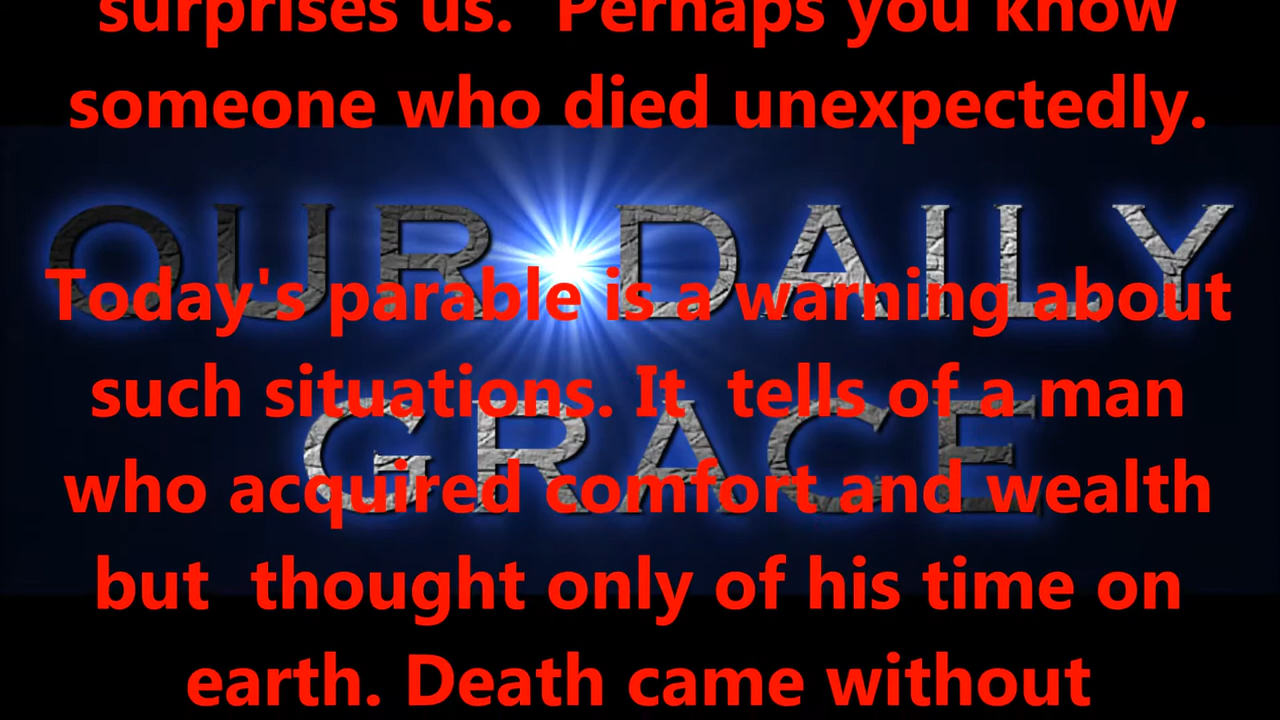 surprises us.  Perhaps you know
someone who died unexpectedly.
OUR DAILY
Today's parable is a warning about
such situations. It  tells of a man
GRACE
who acquired comfort and wealth
but  thought only of his time on
earth. Death came without